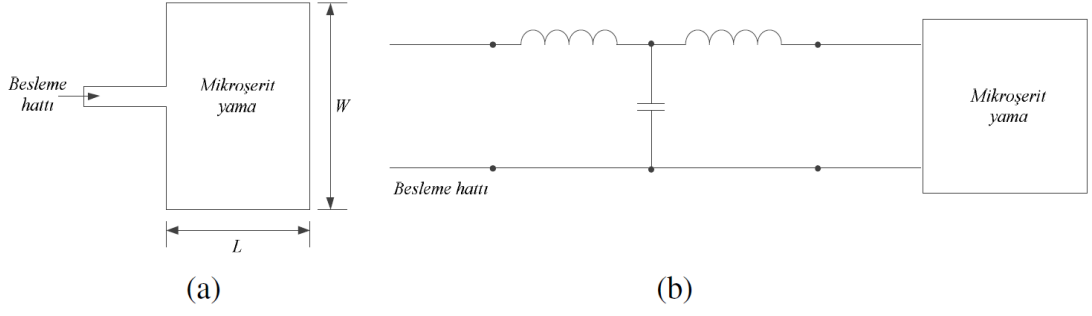 Besleme
hattı
Mikroşerit
yama
W
L
(a)
Mikroşerit
yama
Besleme hattı
(b)